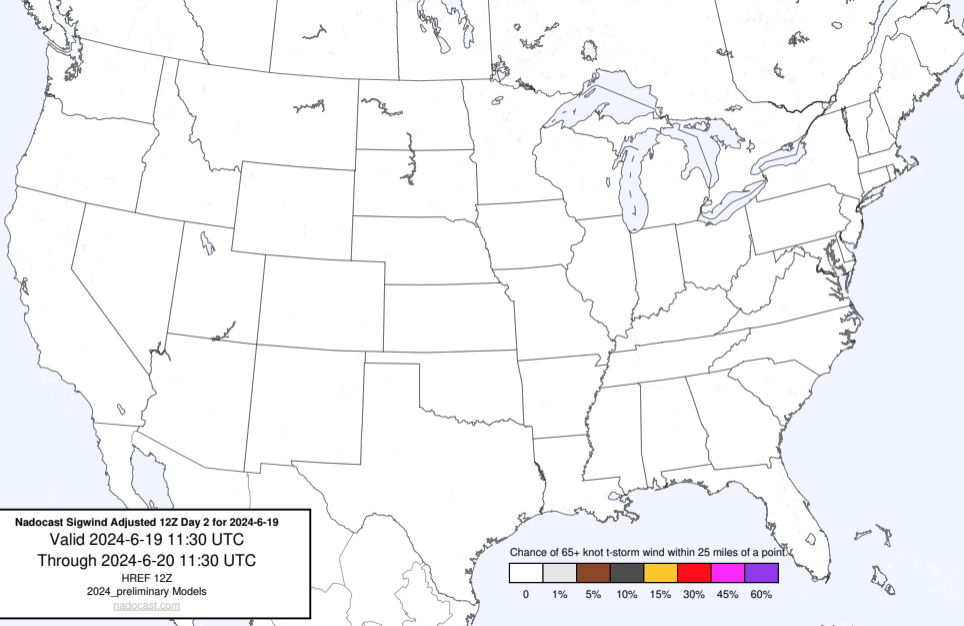 Nadocast Sigwind Adjusted 12Z Day 2 for 2024-6-19
Valid 2024-6-19 11:30 UTC
Through 2024-6-20 11:30 UTC
HREF 12Z
2024_preliminary Models
nadocast.com
Chance of 65+ knot t-storm wind within 25 miles of a point.
0 1% 5% 10% 15% 30% 45% 60%